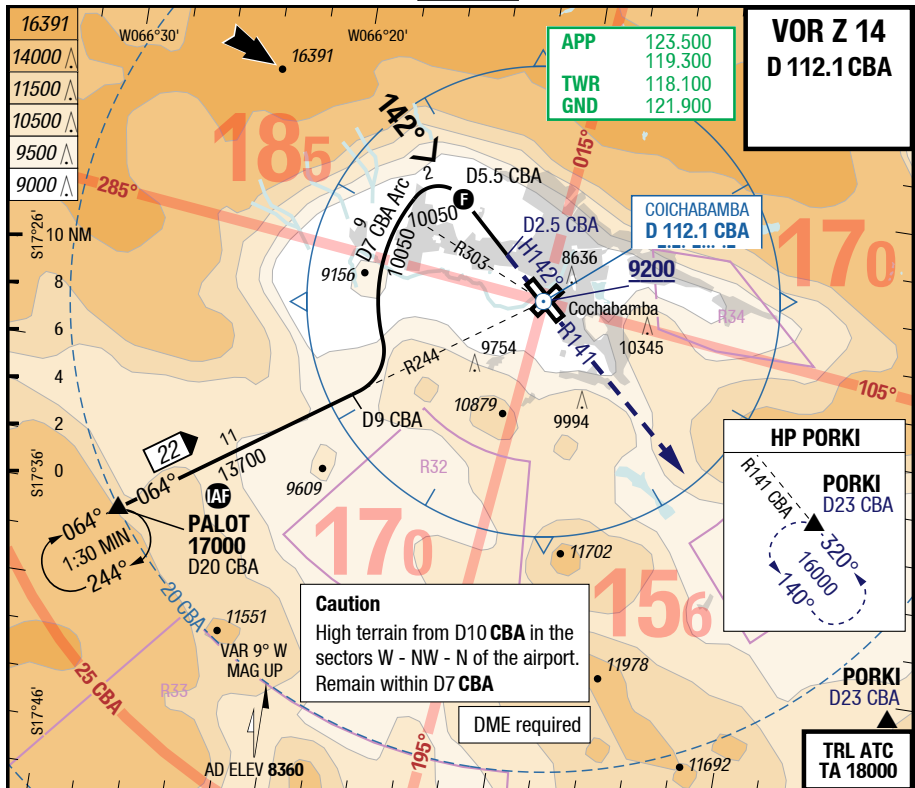 16391
14000
11500
10500
9500
9000
W066°30'
W066°20'
16391
APP 123.500
119.300
TWR 118.100
GND 121.900
VOR Z 14
D 112.1 CBA
185
142°
015°
285°
2
D5.5 CBA
F
D7 CBA Arc
9
10050
10050
R303
D2.5 CBA
H142°
8636
COICHABAMBA
D 112.1 CBA
9200
170
S17°26'
10 NM
8
6
4
2
0
9156
Cochabamba
R34
R141
10345
R244
9754
105°
10879
9994
D9 CBA
HP PORKI
R141 CBA
PORKI
D23 CBA
320°
16000
140°
22
11
13700
064°
IAF
9609
R32
S17°36'
064°
1:30 MIN
244°
PALOT
17000
D20 CBA
170
11702
156
20 CBA
11551
Caution
High terrain from D10 CBA in the
sectors W - NW - N of the airport.
Remain within D7 CBA
VAR 9° W
MAG UP
R33
25 CBA
11978
PORKI
D23 CBA
DME required
S17°46'
195°
AD ELEV 8360
11692
TRL ATC
TA 18000